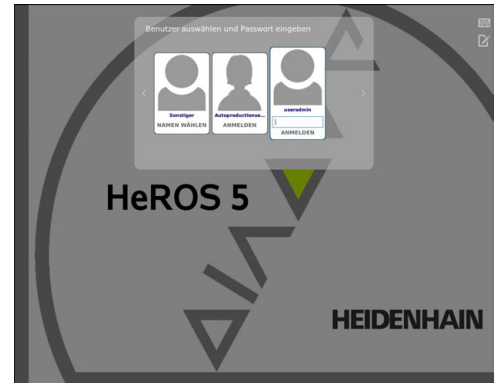 Benutzer auswählen und Passwort eingeben
Sonstiger
NAMEN WÄHLEN
Autoproductionse...
ANMELDEN
useradmin
ANMELDEN
HeROS 5
HEIDENHAIN